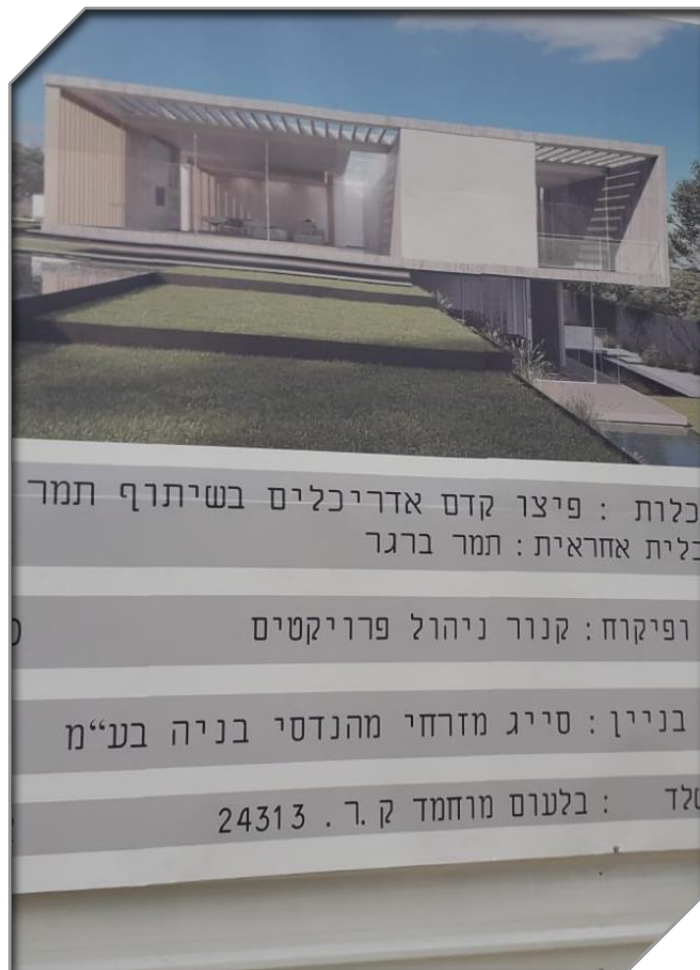 כלות : פיצו קדם אדריכלים בשיתוף תמר
כלית אחראית : תמר ברגר
ופיקוח : קנור ניהול פרויקטים
בניין : סייג מזרחי מהנדסי בניה בע"מ
: בלעום מוחמד ק .ר . 24313